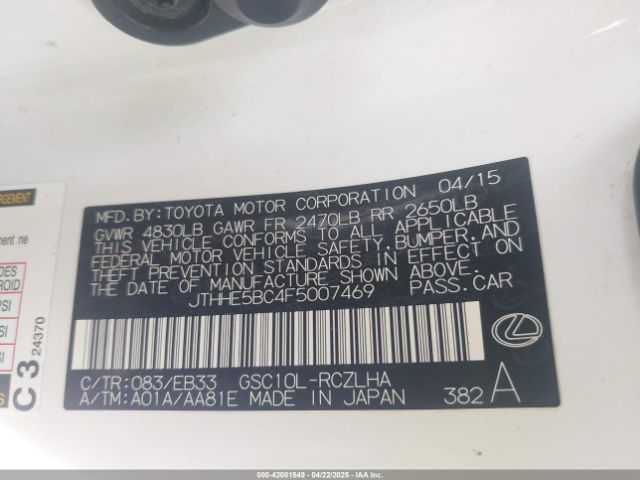 MFD. BY: TOYOTA MOTOR CORPORATION 04/15
GVWR 4830LB GAWR FR 2470LB RR 2650LB
THIS VEHICLE CONFORMS TO ALL APPLICABLE
FEDERAL MOTOR VEHICLE SAFETY, BUMPER, AND
THEFT PREVENTION STANDARDS IN EFFECT ON
THE DATE OF MANUFACTURE SHOWN ABOVE.
JTHHE5BC4F5007469 PASS.CAR
C/TR: 083/EB33 GSC10L-RCZLHA
A/TM: A01A/AA81E MADE IN JAPAN 382 A
C 3 24370
000-42081549 - 04/22/2025 - IAAI.CA